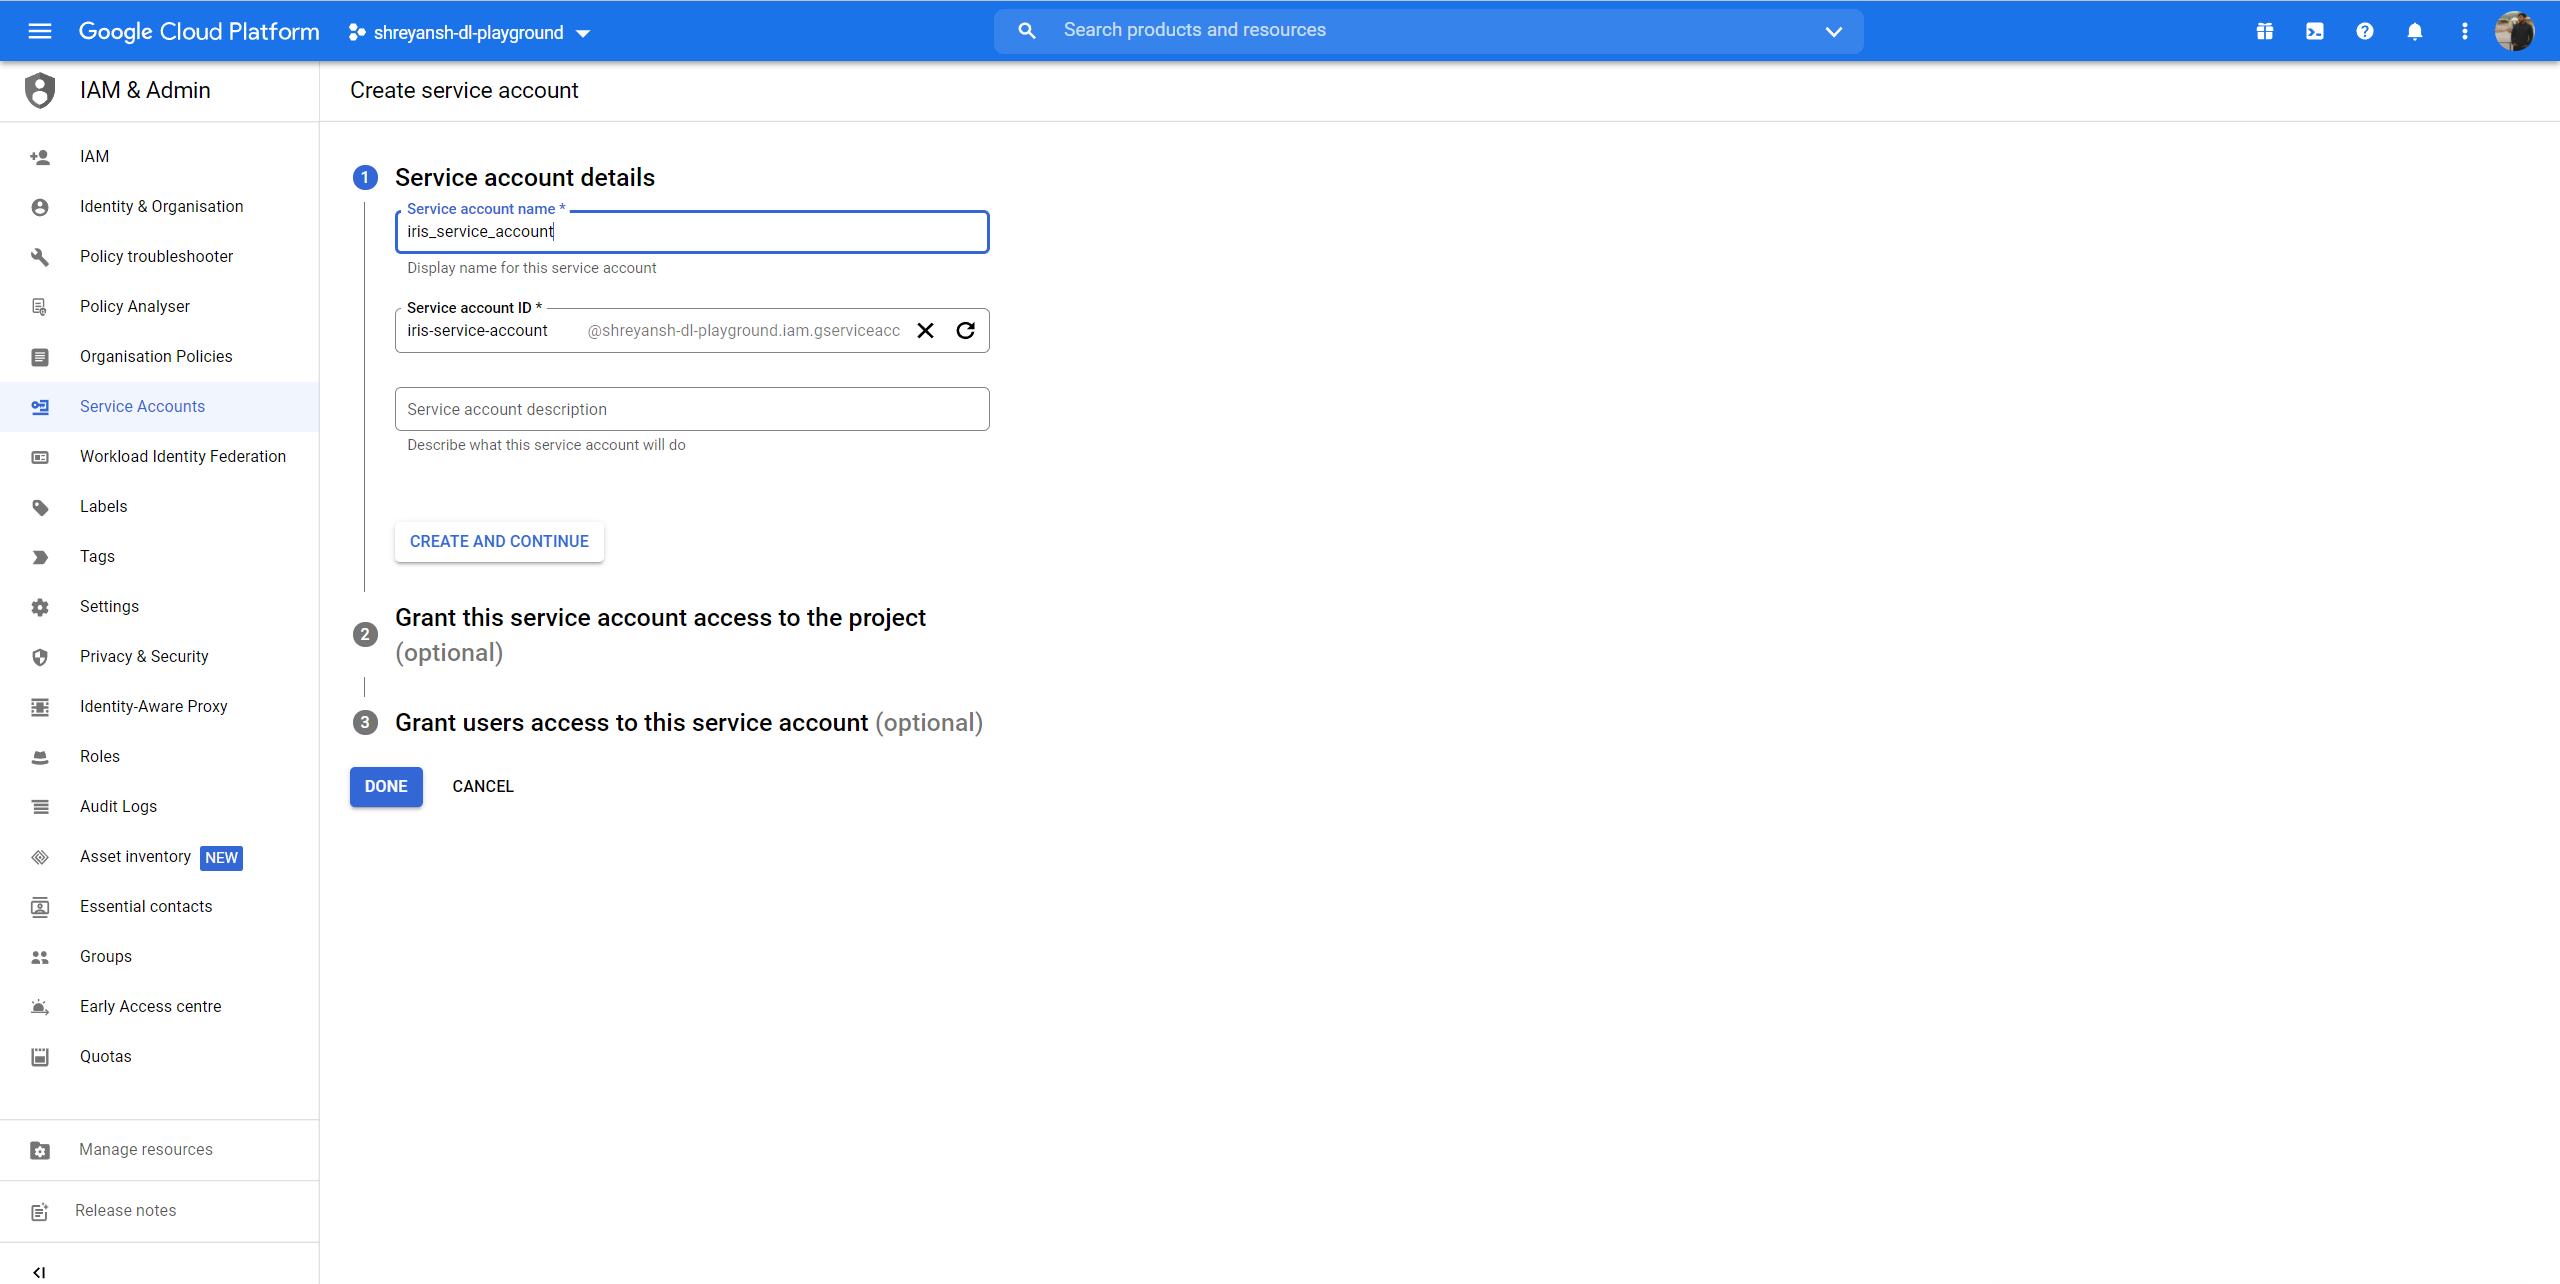 Google Cloud Platform
shreyansh-dl-playground
Search products and resources
IAM & Admin
IAM
Identity & Organisation
Policy troubleshooter
Policy Analyser
Organisation Policies
Service Accounts
Workload Identity Federation
Labels
Tags
Settings
Privacy & Security
Identity-Aware Proxy
Roles
Audit Logs
Asset inventory NEW
Essential contacts
Groups
Early Access centre
Quotas
Manage resources
Release notes
Create service account
1 Service account details
Service account name *
iris_service_account
Display name for this service account
Service account ID *
iris-service-account @shreyansh-dl-playground.iam.gserviceacc
Service account description
Describe what this service account will do
CREATE AND CONTINUE
2 Grant this service account access to the project
(optional)
3 Grant users access to this service account (optional)
DONE CANCEL